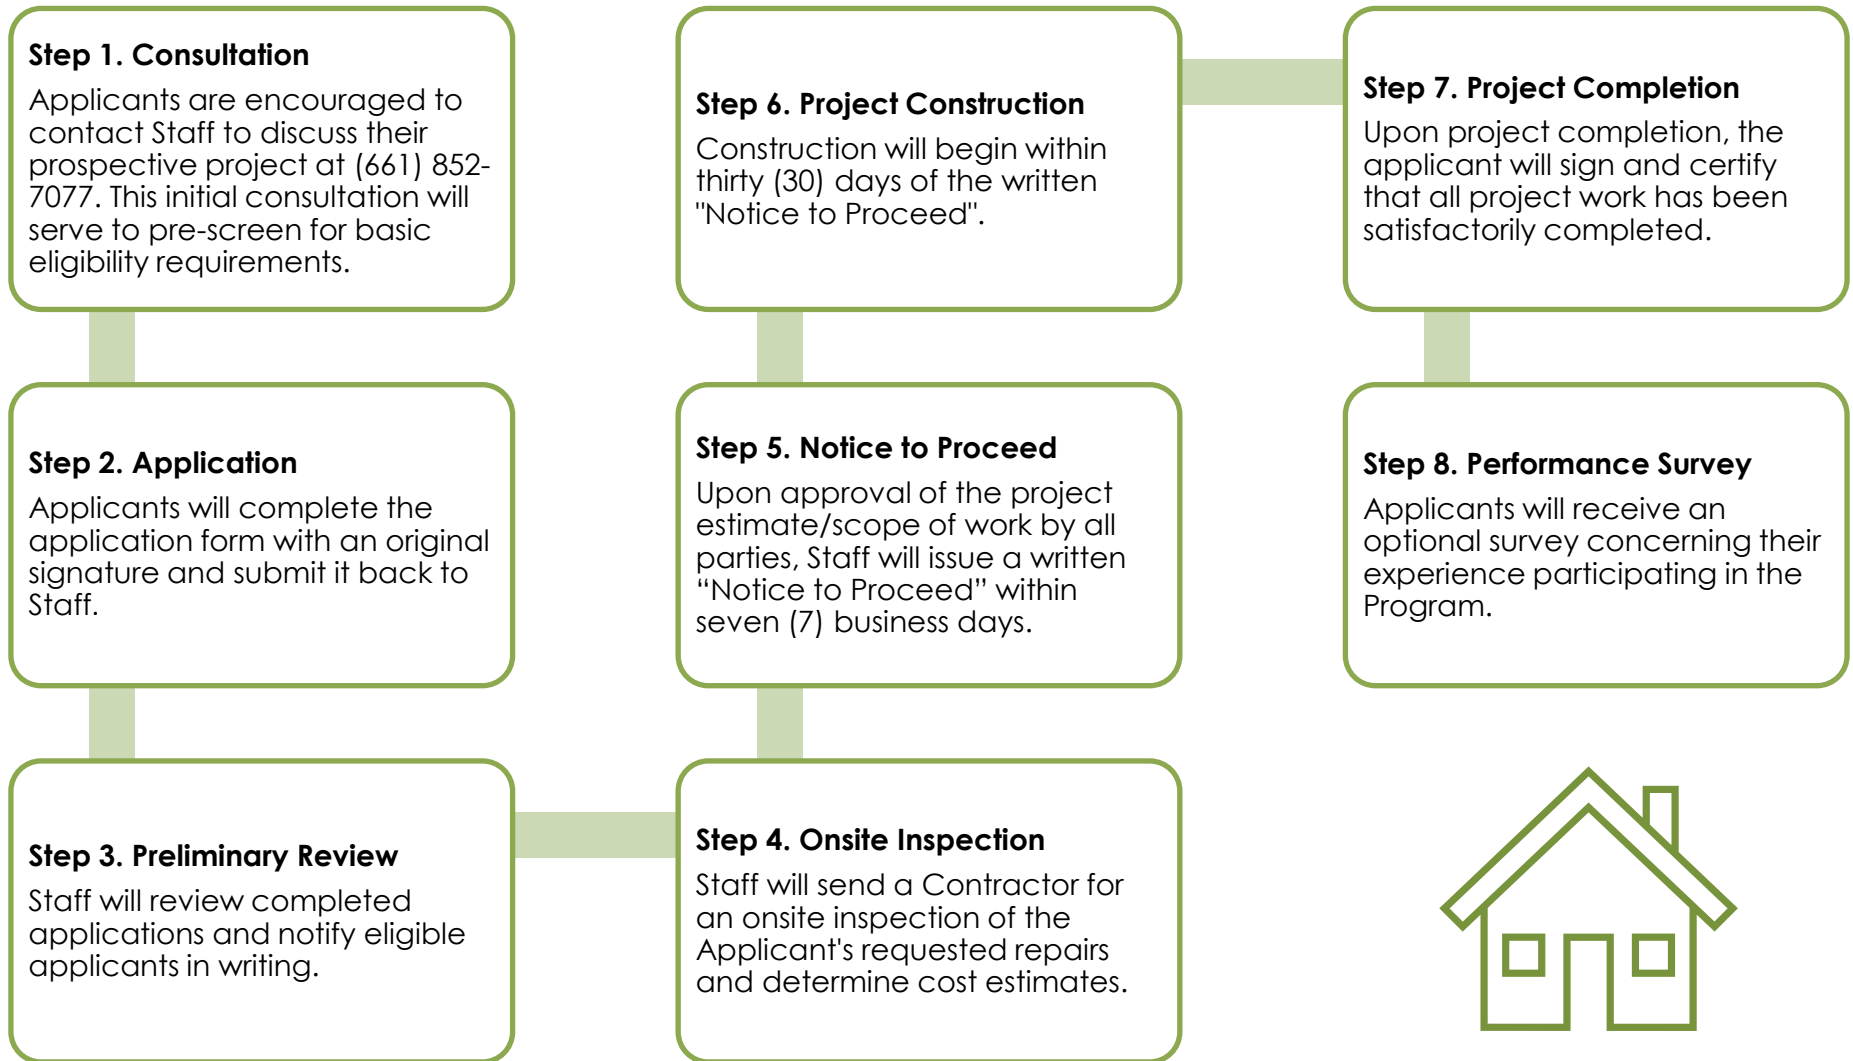 Step 1. Consultation
Applicants are encouraged to
contact Staff to discuss their
prospective project at (661) 852-
7077. This initial consultation will
serve to pre-screen for basic
eligibility requirements.
Step 2. Application
Applicants will complete the
application form with an original
signature and submit it back to
Staff.
Step 3. Preliminary Review
Staff will review completed
applications and notify eligible
applicants in writing.
Step 4. Onsite Inspection
Staff will send a Contractor for
an onsite inspection of the
Applicant's requested repairs
and determine cost estimates.
Step 5. Notice to Proceed
Upon approval of the project
estimate/scope of work by all
parties, Staff will issue a written
“Notice to Proceed” within
seven (7) business days.
Step 6. Project Construction
Construction will begin within
thirty (30) days of the written
"Notice to Proceed".
Step 7. Project Completion
Upon project completion, the
applicant will sign and certify
that all project work has been
satisfactorily completed.
Step 8. Performance Survey
Applicants will receive an
optional survey concerning their
experience participating in the
Program.